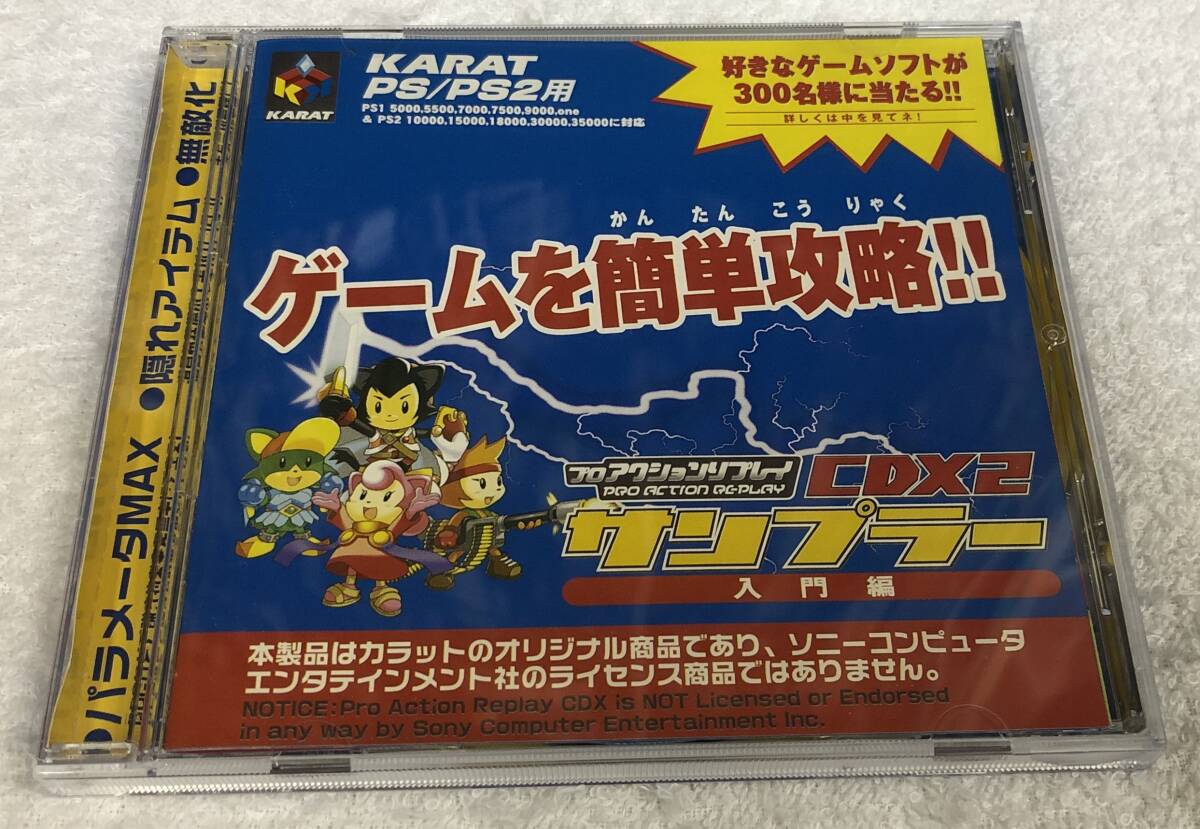 KARAT
PS/PS2用
PS1 5000,5500,7000,7500,9000,one
& PS2 10000,15000,18000,30000,35000に対応
KARAT
好きなゲームソフトが
300名様に当たる!!
詳しくは中を見てネ!
かん たん こう りゃく
ゲームを簡単攻略!!
プロアクションリプレイ
PRO ACTION REPLAY
CDX2
サンプラー
入門編
本製品はカラットのオリジナル商品であり、ソニーコンピュータ
エンタテインメント社のライセンス商品ではありません。
NOTICE:Pro Action Replay CDX is NOT Licensed or Endorsed
in any way by Sony Computer Entertainment Inc.
●パラメータMAX ●隠れアイテム ●無敵化